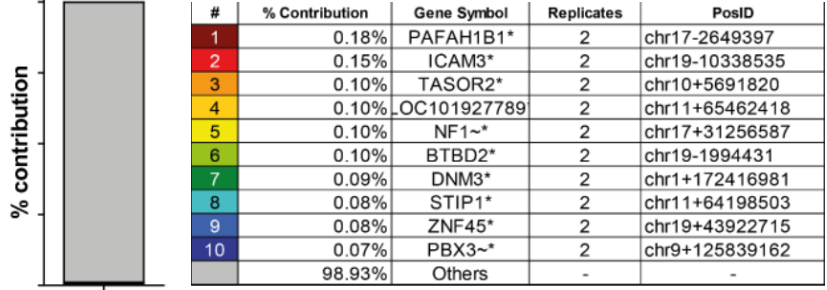 % contribution
# % Contribution Gene Symbol Replicates PosID
1 0.18% PAFAH1B1* 2 chr17-2649397
2 0.15% ICAM3* 2 chr19-10338535
3 0.10% TASOR2* 2 chr10+5691820
4 0.10% LOC101927789* 2 chr11+65462418
5 0.10% NF1~* 2 chr17+31256587
6 0.10% BTBD2* 2 chr19-1994431
7 0.09% DNM3* 2 chr1+172416981
8 0.08% STIP1* 2 chr11+64198503
9 0.08% ZNF45* 2 chr19+43922715
10 0.07% PBX3~* 2 chr9+125839162
98.93% Others - -